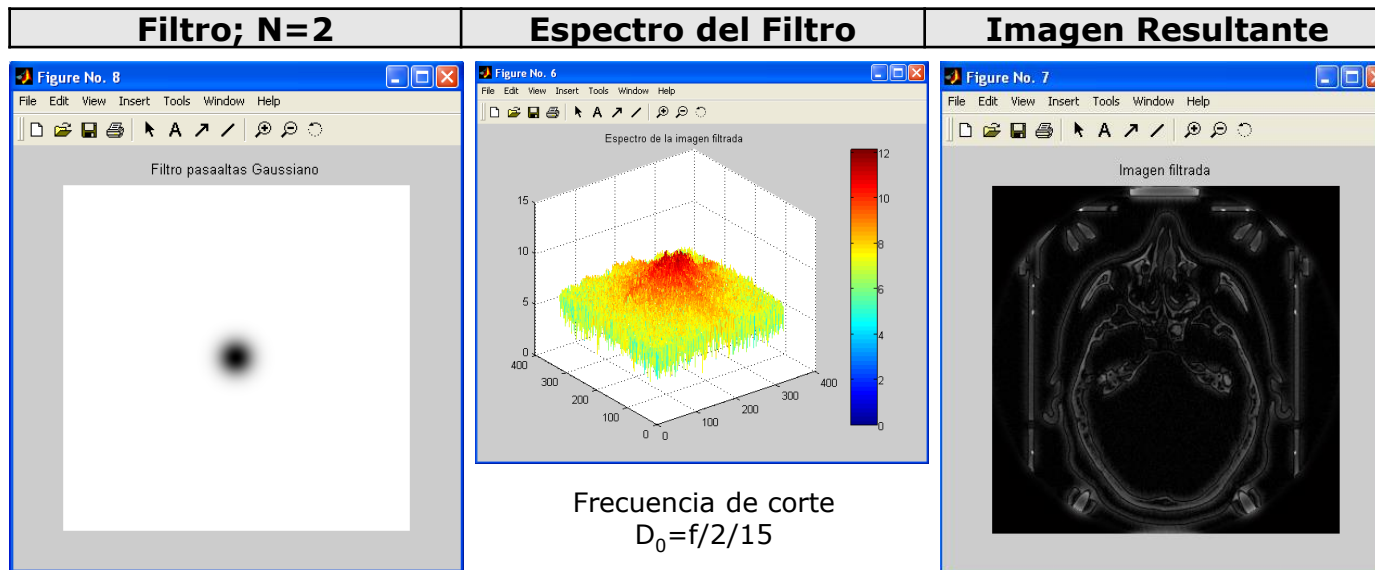 Filtro; N=2
Espectro del Filtro
Imagen Resultante
Figure No. 8
File Edit View Insert Tools Window Help
A
Filtro pasaaltas Gaussiano
Figure No. 6
File Edit View Insert Tools Window Help
A
Espectro de la imagen filtrada
15
10
5
0
400
300
200
100
0
0
100
200
300
400
12
10
8
6
4
2
0
Frecuencia de corte
D₀=f/2/15
Figure No. 7
File Edit View Insert Tools Window Help
A
Imagen filtrada